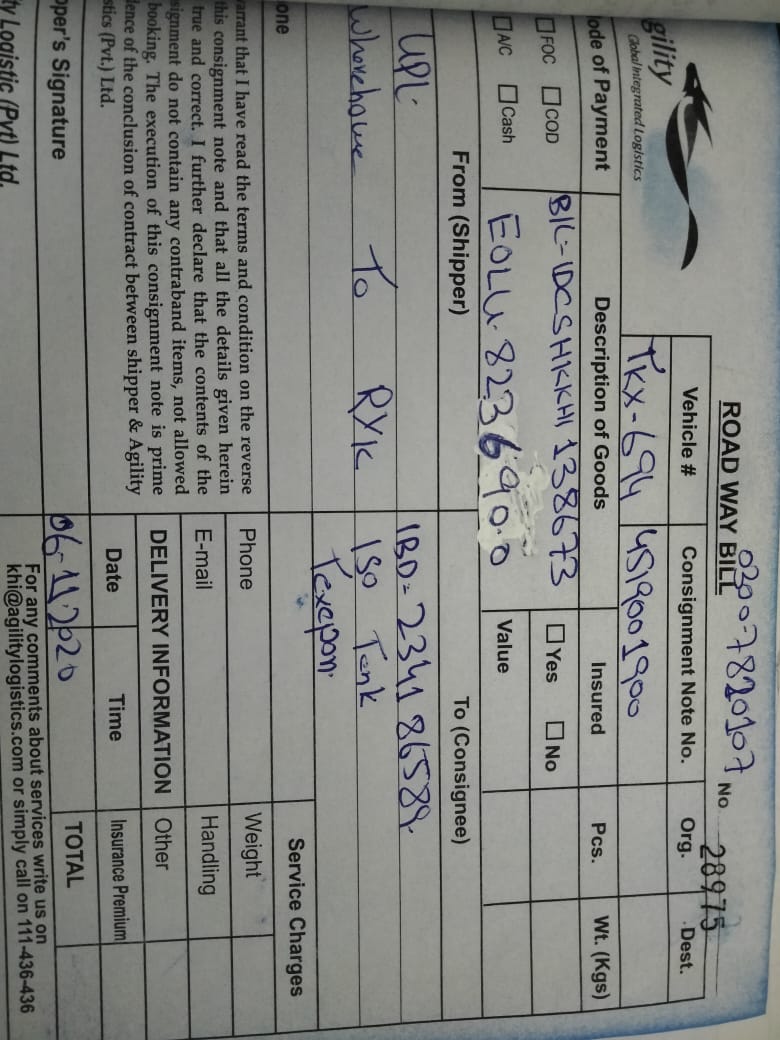 0300-7820107
ROAD WAY BILL
No 28975
gility
Global Integrated Logistics
Vehicle # Consignment Note No. Org. Dest.
TKX-694 4519001900
ode of Payment Description of Goods Insured Pcs. Wt. (Kgs)
FOC COD B/L-IDCSHKKHI 138673 Yes No
A/C Cash EOLU-823690-0 Value
From (Shipper) To (Consignee)
UPL IBD=234186589
To RYK ISO Tank
Texepon
one Service Charges
Phone Weight
E-mail Handling
DELIVERY INFORMATION Other
Date Time Insurance Premium
06-11-2020 TOTAL
arrant that I have read the terms and condition on the reverse
this consignment note and that all the details given herein
true and correct. I further declare that the contents of the
signment do not contain any contraband items, not allowed
booking. The execution of this consignment note is prime
dence of the conclusion of contract between shipper & Agility
stics (Pvt.) Ltd.
pper's Signature
ty Logistic (Pvt) Ltd.
For any comments about services write us on
khi@agilitylogistics.com or simply call on 111-436-436